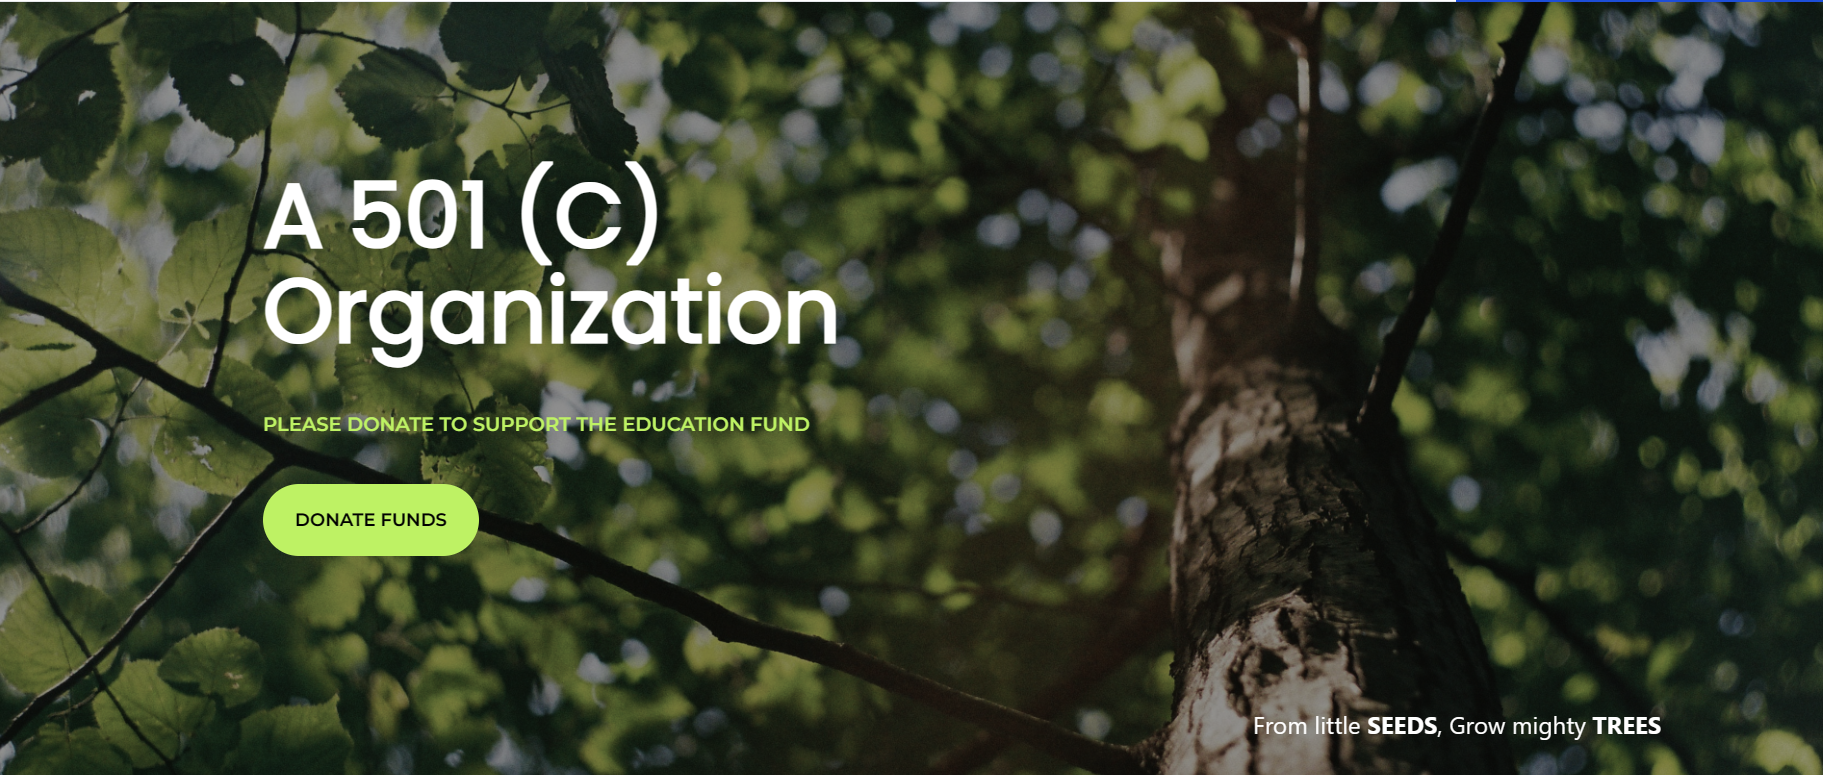 A 501 (C)
Organization
PLEASE DONATE TO SUPPORT THE EDUCATION FUND
DONATE FUNDS
From little SEEDS, Grow mighty TREES